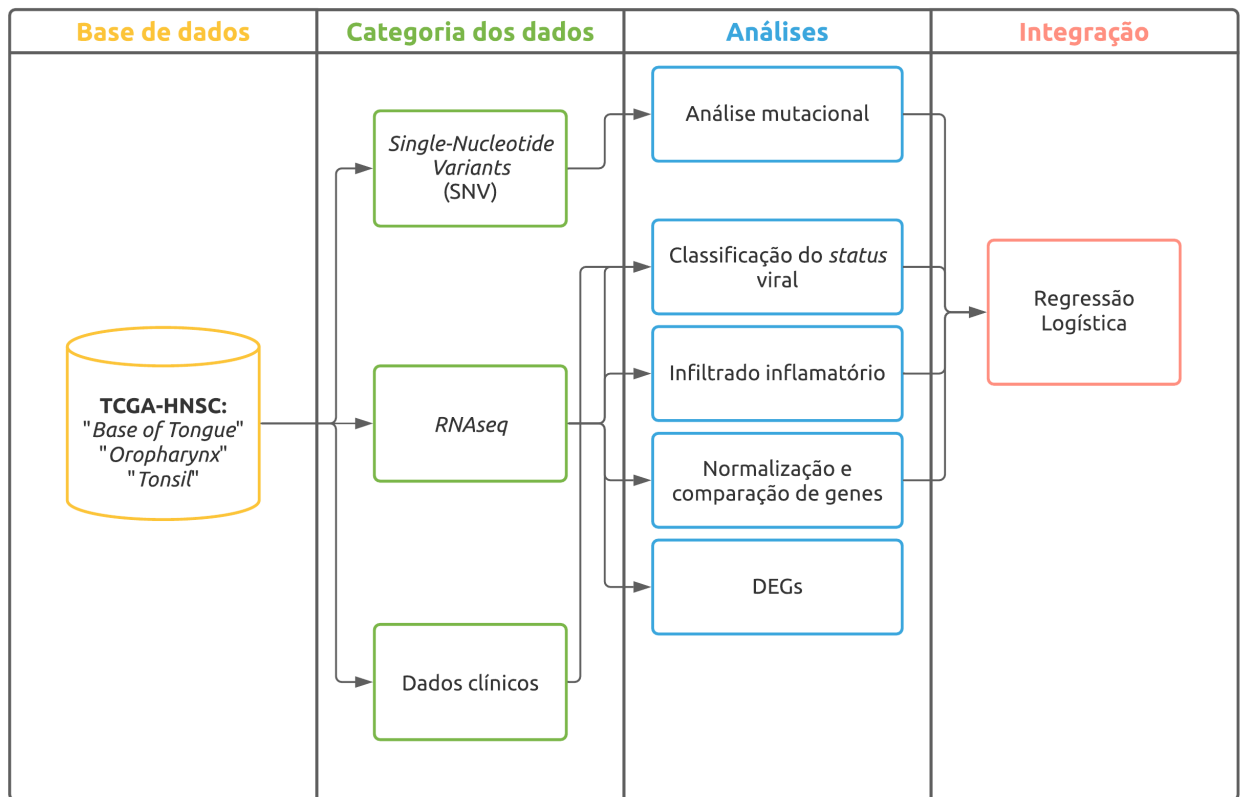 Base de dados
Categoria dos dados
Análises
Integração
TCGA-HNSC:
"Base of Tongue"
"Oropharynx"
"Tonsil"
Single-Nucleotide
Variants
(SNV)
RNAseq
Dados clínicos
Análise mutacional
Classificação do status
viral
Infiltrado inflamatório
Normalização e
comparação de genes
DEGs
Regressão
Logística